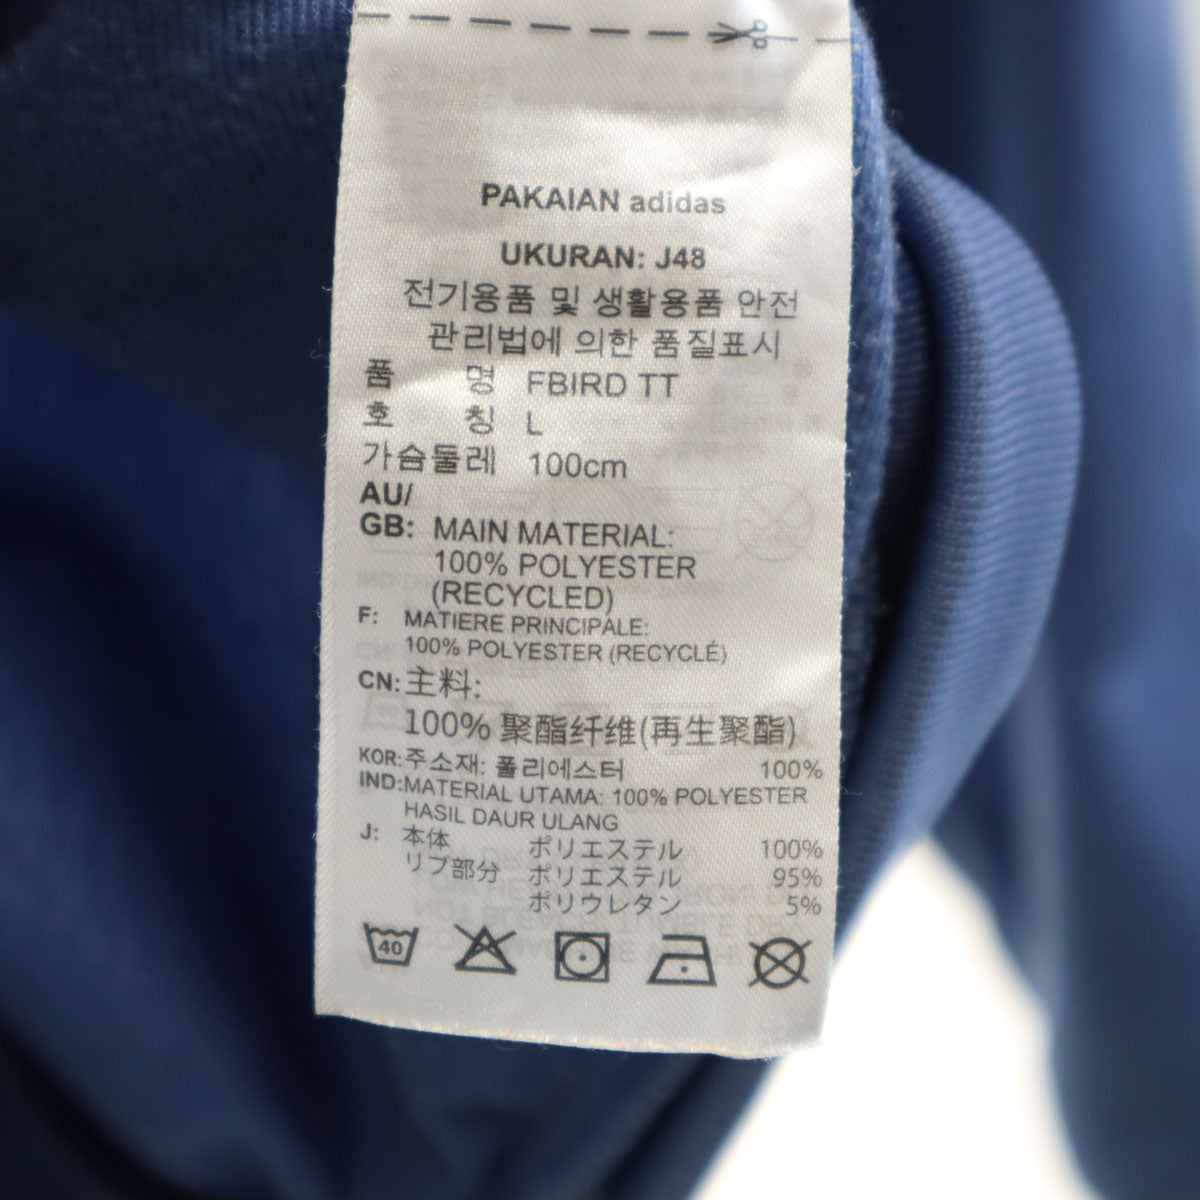 PAKAIAN adidas
UKURAN: J48
전기용품 및 생활용품 안전
관리법에 의한 품질표시
품 명 FBIRD TT
호 칭 L
가슴둘레 100cm
AU/
GB: MAIN MATERIAL:
100% POLYESTER
(RECYCLED)
F: MATIERE PRINCIPALE:
100% POLYESTER (RECYCLÉ)
CN: 主料:
100% 聚酯纤维(再生聚酯)
KOR: 주소재: 폴리에스터 100%
IND: MATERIAL UTAMA: 100% POLYESTER
HASIL DAUR ULANG
J: 本体 ポリエステル 100%
リブ部分 ポリエステル 95%
ポリウレタン 5%
40